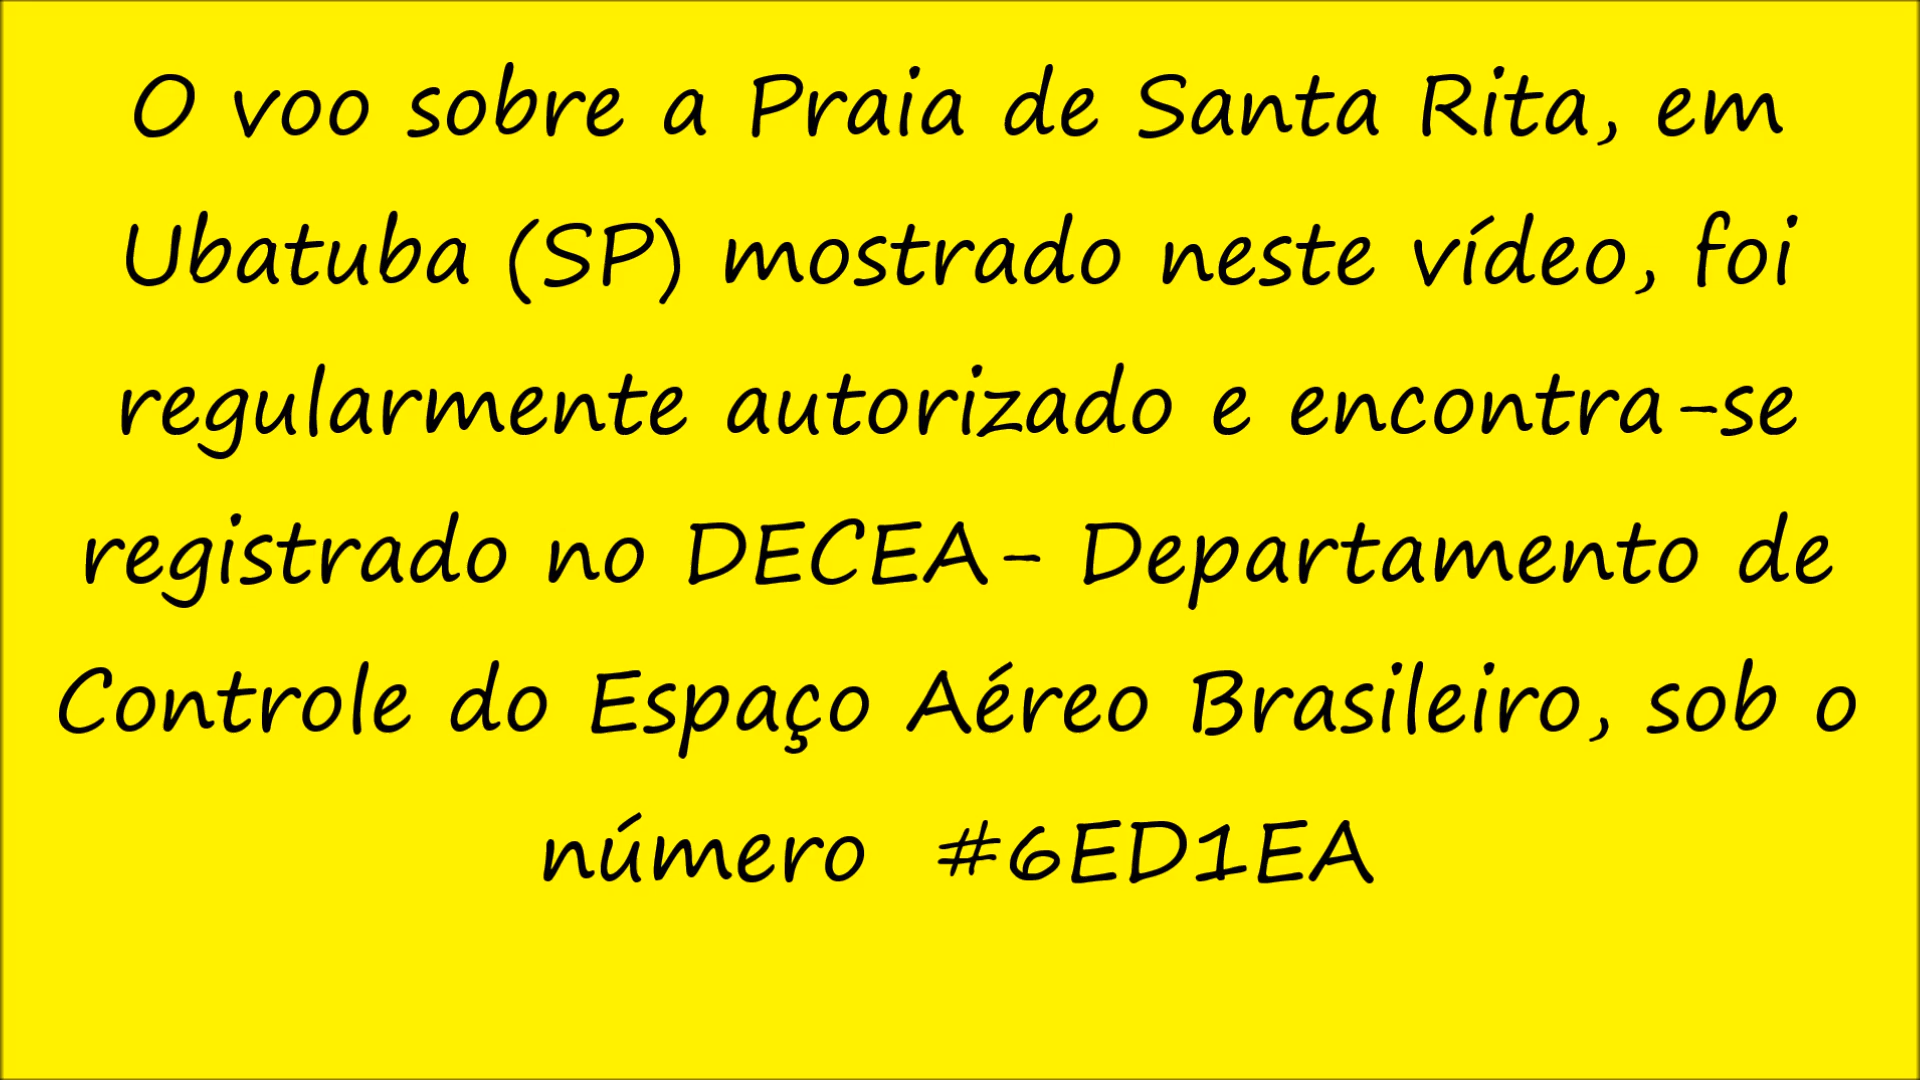 O voo sobre a Praia de Santa Rita, em
Ubatuba (SP) mostrado neste vídeo, foi
regularmente autorizado e encontra-se
registrado no DECEA- Departamento de
Controle do Espaço Aéreo Brasileiro, sob o
número #6ED1EA